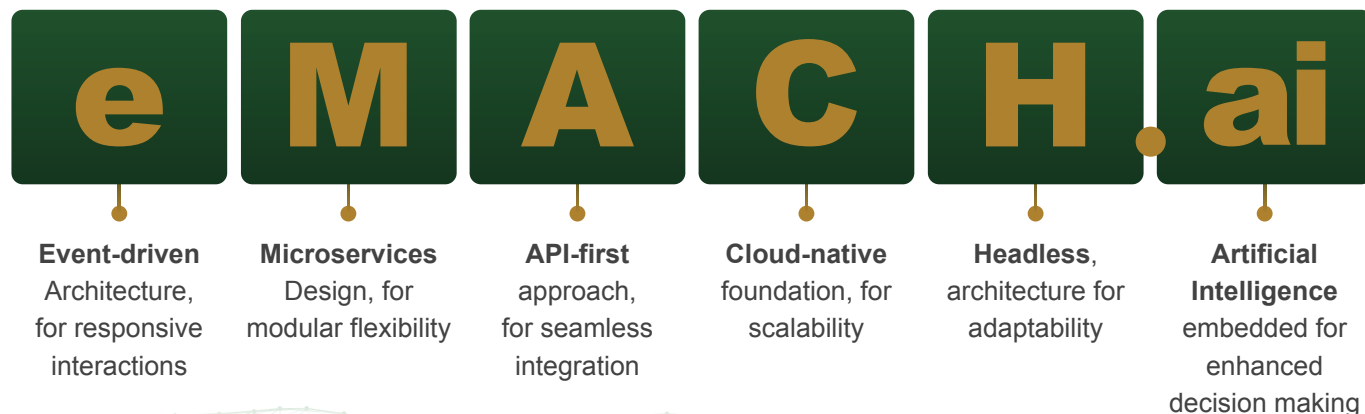 eMACH.ai
Event-driven
Architecture,
for responsive
interactions
Microservices
Design, for
modular flexibility
API-first
approach,
for seamless
integration
Cloud-native
foundation, for
scalability
Headless,
architecture for
adaptability
Artificial
Intelligence
embedded for
enhanced
decision making